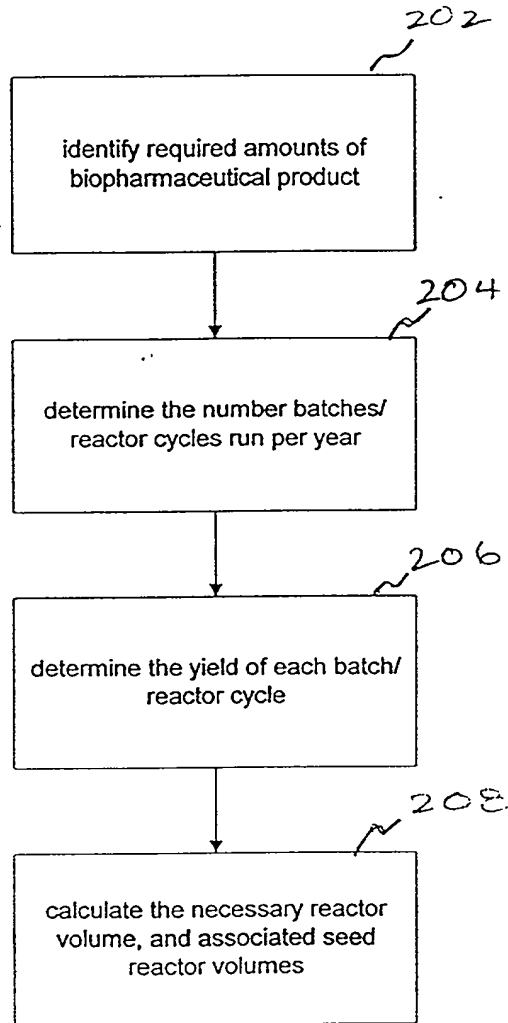 202
identify required amounts of
biopharmaceutical product
204
determine the number batches/
reactor cycles run per year
206
determine the yield of each batch/
reactor cycle
208
calculate the necessary reactor
volume, and associated seed
reactor volumes